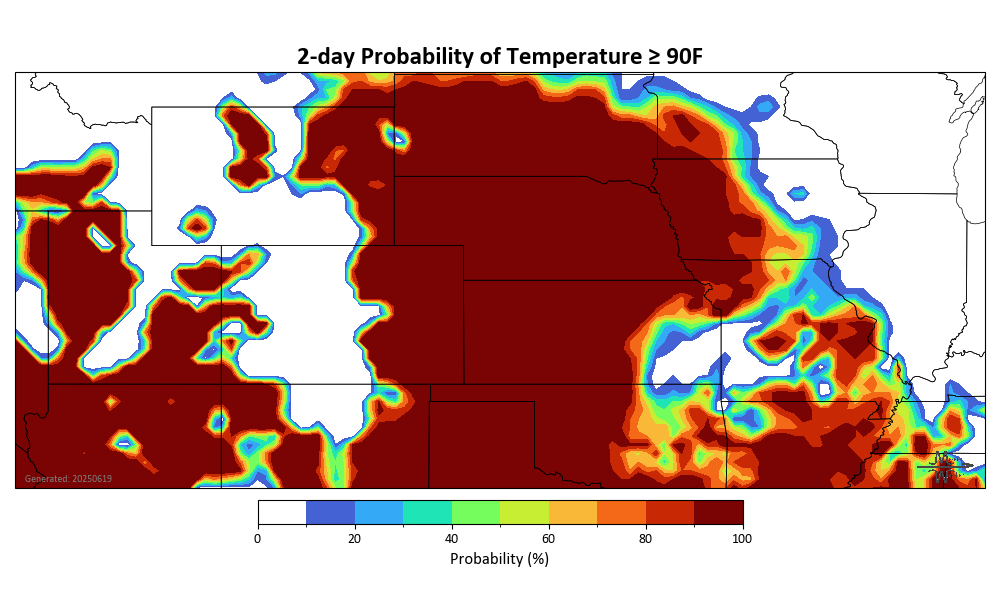 2-day Probability of Temperature ≥ 90F
Generated: 20250619
0 20 40 60 80 100
Probability (%)